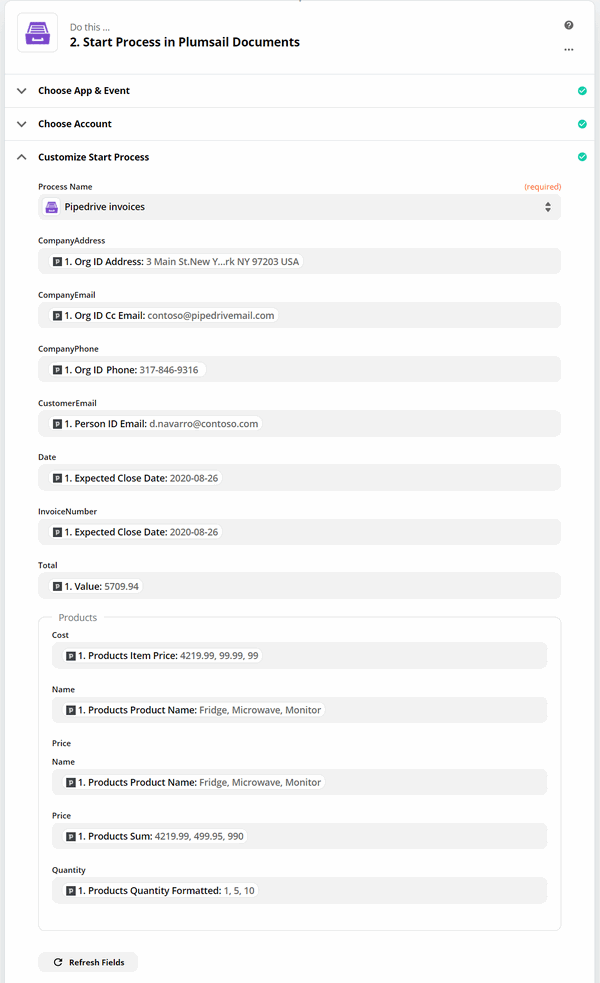 Do this ...
2. Start Process in Plumsail Documents
Choose App & Event
Choose Account
Customize Start Process
Process Name (required)
Pipedrive invoices
CompanyAddress
1. Org ID Address: 3 Main St.New Y...rk NY 97203 USA
CompanyEmail
1. Org ID Cc Email: contoso@pipedrivemail.com
CompanyPhone
1. Org ID Phone: 317-846-9316
CustomerEmail
1. Person ID Email: d.navarro@contoso.com
Date
1. Expected Close Date: 2020-08-26
InvoiceNumber
1. Expected Close Date: 2020-08-26
Total
1. Value: 5709.94
Products
Cost
1. Products Item Price: 4219.99, 99.99, 99
Name
1. Products Product Name: Fridge, Microwave, Monitor
Price
Name
1. Products Product Name: Fridge, Microwave, Monitor
Price
1. Products Sum: 4219.99, 499.95, 990
Quantity
1. Products Quantity Formatted: 1, 5, 10
Refresh Fields